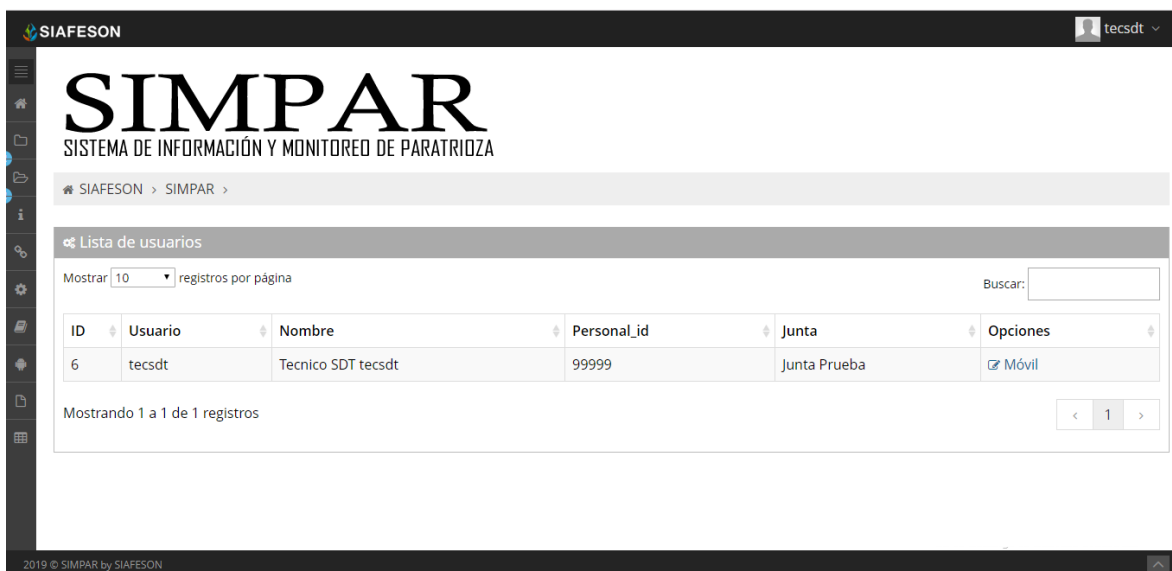 SIAFESON
tecsdt
SIMPAR
SISTEMA DE INFORMACIÓN Y MONITOREO DE PARATRIOZA
SIAFESON > SIMPAR >
Lista de usuarios
Mostrar 10 registros por página
Buscar:
ID Usuario Nombre Personal_id Junta Opciones
6 tecsdt Tecnico SDT tecsdt 99999 Junta Prueba Móvil
Mostrando 1 a 1 de 1 registros
< 1 >
2019 © SIMPAR by SIAFESON